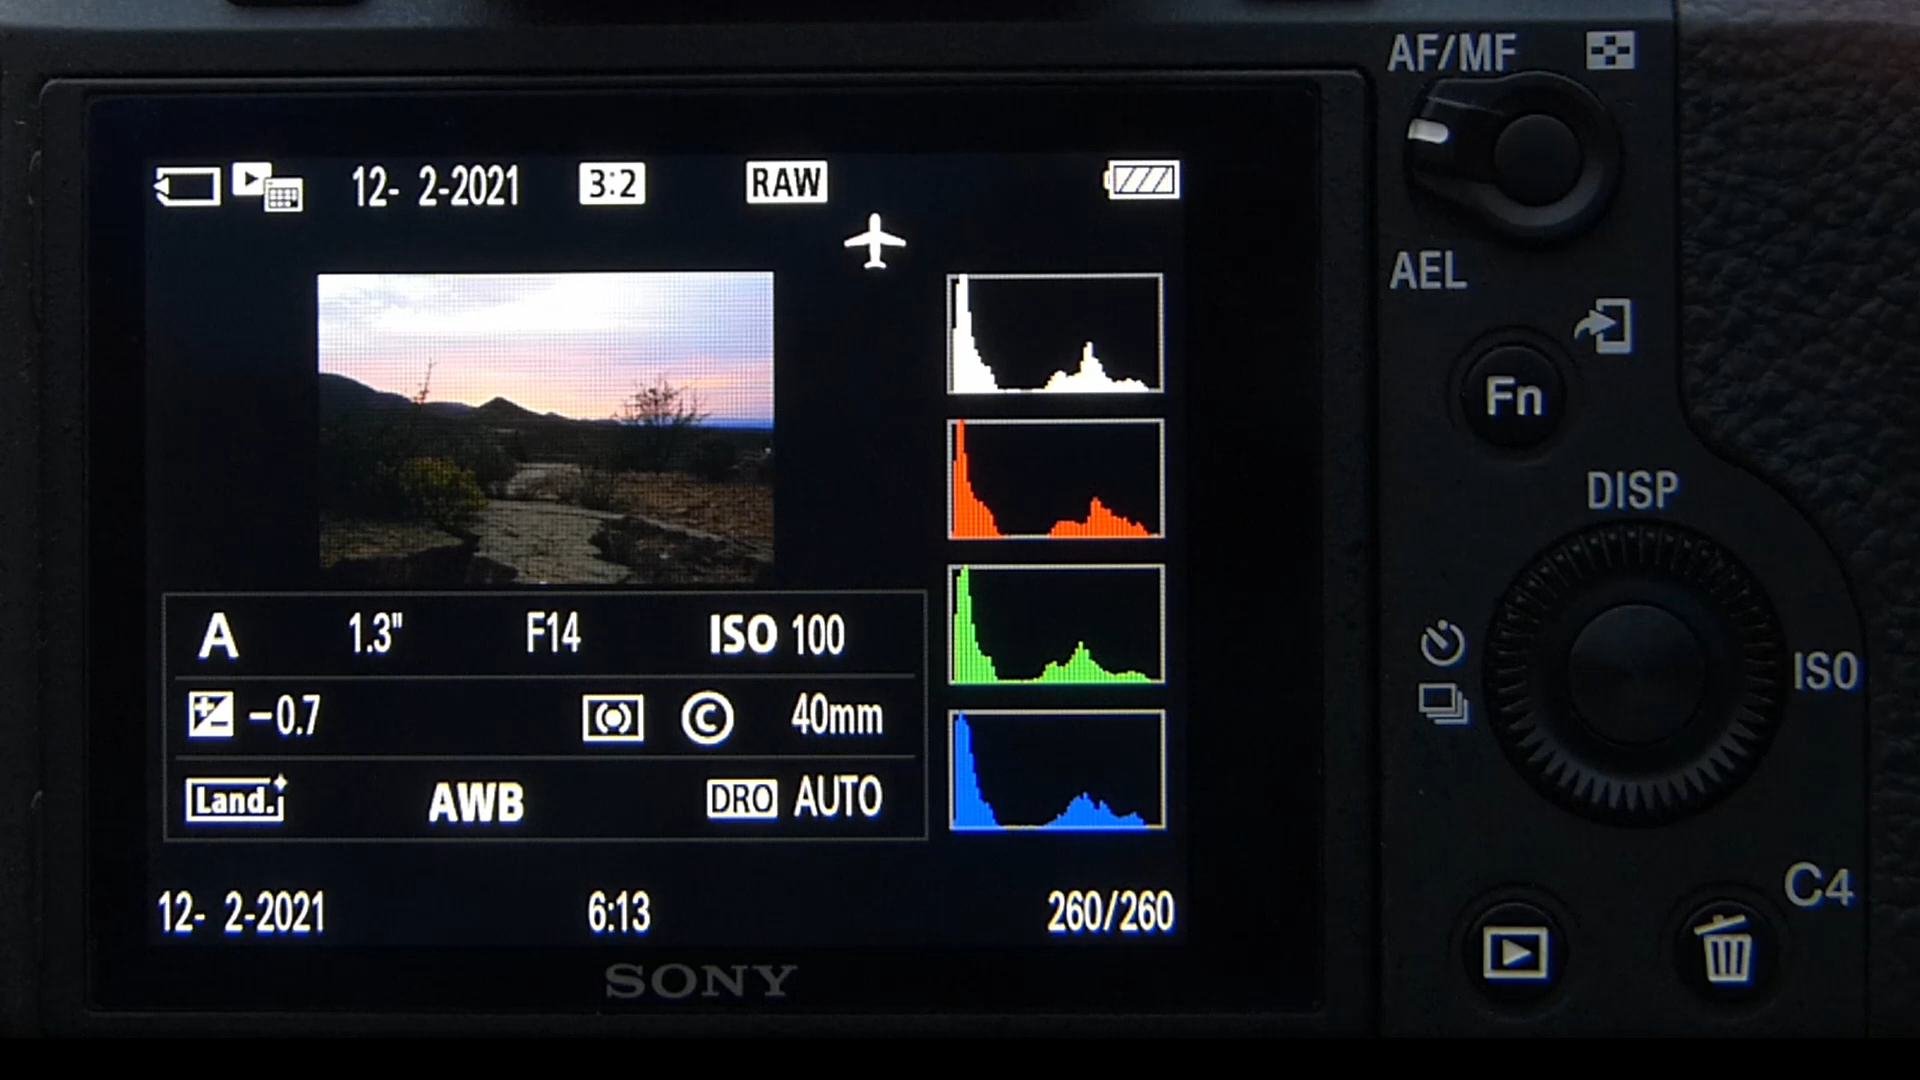 12- 2-2021 3:2 RAW
A 1.3" F14 ISO 100
-0.7 C 40mm
Land. AWB DRO AUTO
12- 2-2021 6:13 260/260
SONY
AF/MF
AEL
Fn
DISP
ISO
C4